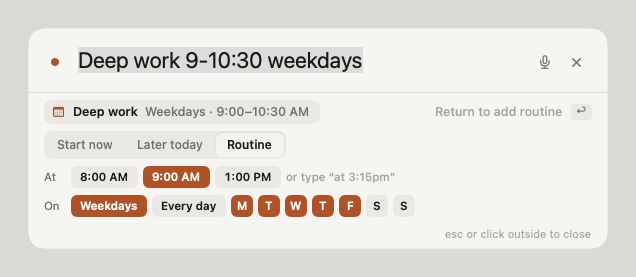 Deep work 9-10:30 weekdays
Deep work Weekdays · 9:00–10:30 AM Return to add routine
Start now Later today Routine
At 8:00 AM 9:00 AM 1:00 PM or type “at 3:15pm”
On Weekdays Every day M T W T F S S
esc or click outside to close